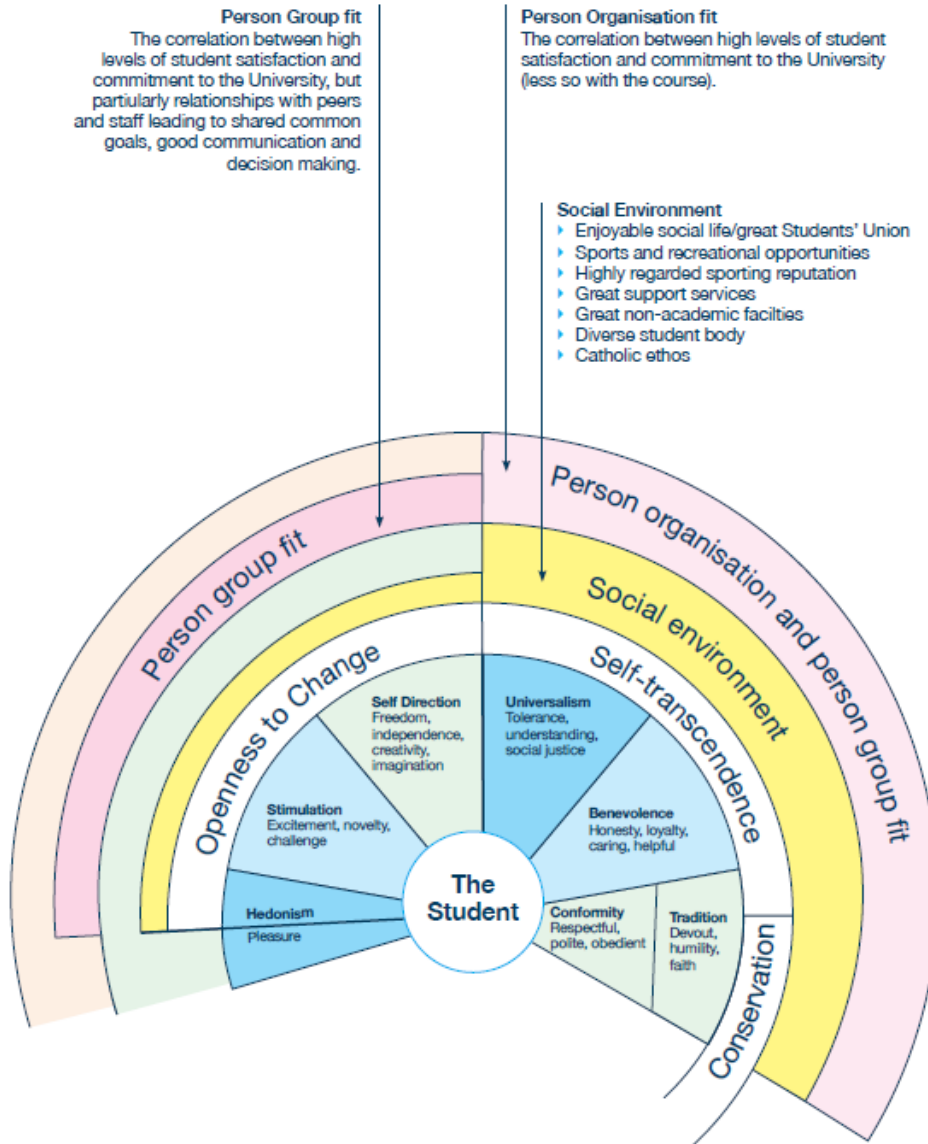 Person Group fit
The correlation between high
levels of student satisfaction and
commitment to the University, but
partiularly relationships with peers
and staff leading to shared common
goals, good communication and
decision making.
Person Organisation fit
The correlation between high levels of student
satisfaction and commitment to the University
(less so with the course).
Social Environment
Enjoyable social life/great Students' Union
Sports and recreational opportunities
Highly regarded sporting reputation
Great support services
Great non-academic facilties
Diverse student body
Catholic ethos
Person group fit
Person organisation and person group fit
Social environment
Openness to Change
Self-transcendence
Conservation
Self Direction
Freedom,
independence,
creativity,
imagination
Universalism
Tolerance,
understanding,
social justice
Stimulation
Excitement, novelty,
challenge
Benevolence
Honesty, loyalty,
caring, helpful
Hedonism
Pleasure
The
Student
Conformity
Respectful,
polite, obedient
Tradition
Devout,
humility,
faith